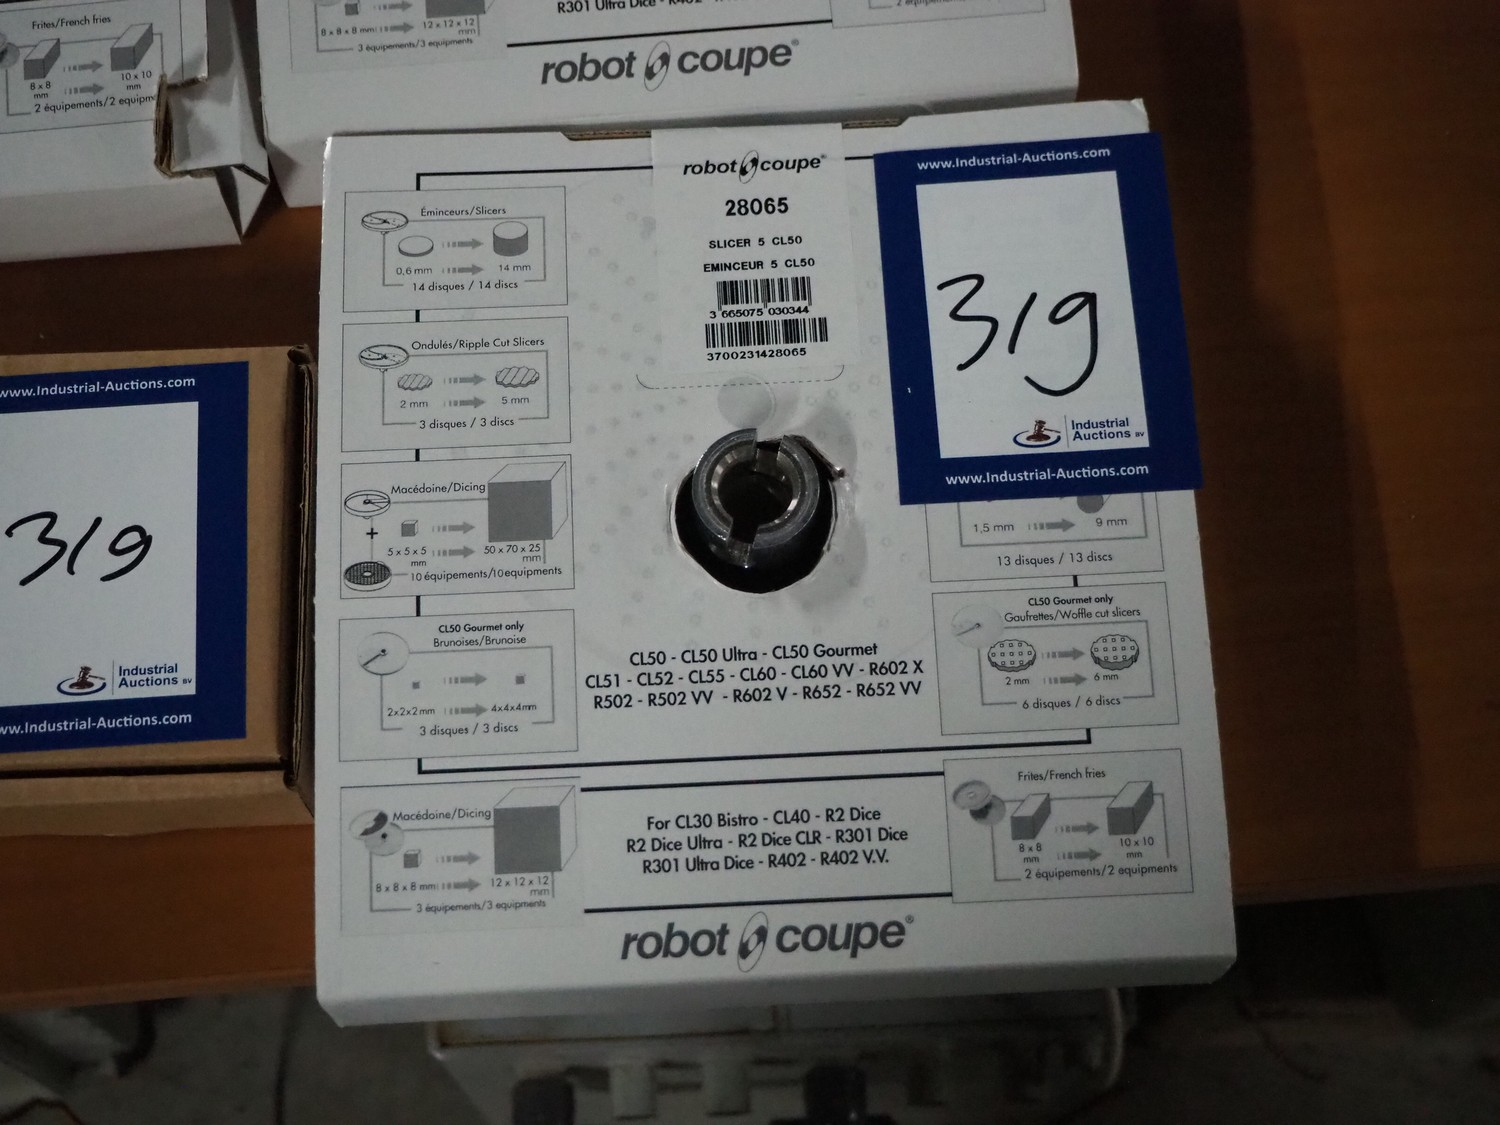 Frites/French fries
8 x 8
mm
10 x 10
mm
2 équipements/2 equipm
8 x 8 x 8 mm
12 x 12 x 12
mm
3 équipements/3 equipments
R301 Ultra Dice
robot coupe®
www.Industrial-Auctions.com
319
Industrial
Auctions BV
www.Industrial-Auctions.com
robot coupe®
28065
SLICER 5 CL50
EMINCEUR 5 CL50
3 665075 030344
3700231428065
www.Industrial-Auctions.com
319
Industrial
Auctions BV
www.Industrial-Auctions.com
Émineurs/Slicers
0,6 mm
14 mm
14 disques / 14 discs
Ondulés/Ripple Cut Slicers
2 mm
5 mm
3 disques / 3 discs
Macédoine/Dicing
+
5 x 5 x 5
mm
50 x 70 x 25
mm
10 équipements/10equipments
CL50 Gourmet only
Brunoises/Brunoise
2x2x2mm
4x4x4mm
3 disques / 3 discs
1,5 mm
9 mm
13 disques / 13 discs
CL50 Gourmet only
Gaufrettes/Woffle cut slicers
2 mm
6 mm
6 disques / 6 discs
CL50 - CL50 Ultra - CL50 Gourmet
CL51 - CL52 - CL55 - CL60 - CL60 VV - R602 X
R502 - R502 VV - R602 V - R652 - R652 VV
Macédoine/Dicing
8 x 8 x 8 mm
12 x 12 x 12
mm
3 équipements/3 equipments
For CL30 Bistro - CL40 - R2 Dice
R2 Dice Ultra - R2 Dice CLR - R301 Dice
R301 Ultra Dice - R402 - R402 V.V.
Frites/French fries
8 x 8
mm
10 x 10
mm
2 équipements/2 equipments
robot coupe®